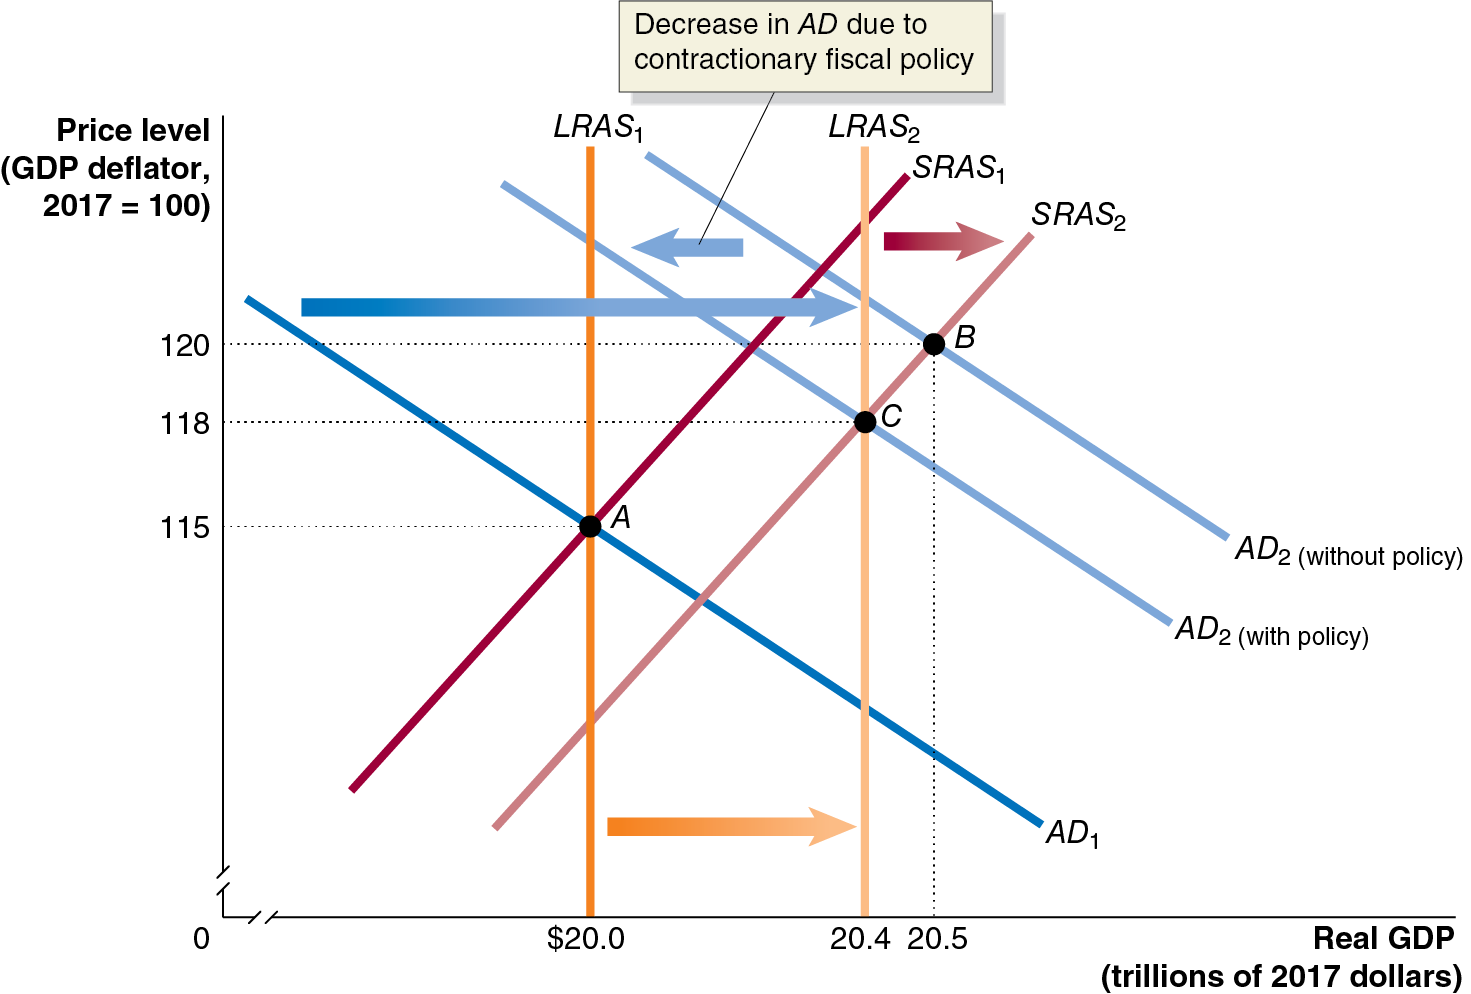 Decrease in AD due to
contractionary fiscal policy
Price level
(GDP deflator,
2017 = 100)
LRAS1
LRAS2
SRAS1
SRAS2
120
B
118
C
115
A
AD2 (without policy)
AD2 (with policy)
AD1
0
$20.0
20.4
20.5
Real GDP
(trillions of 2017 dollars)